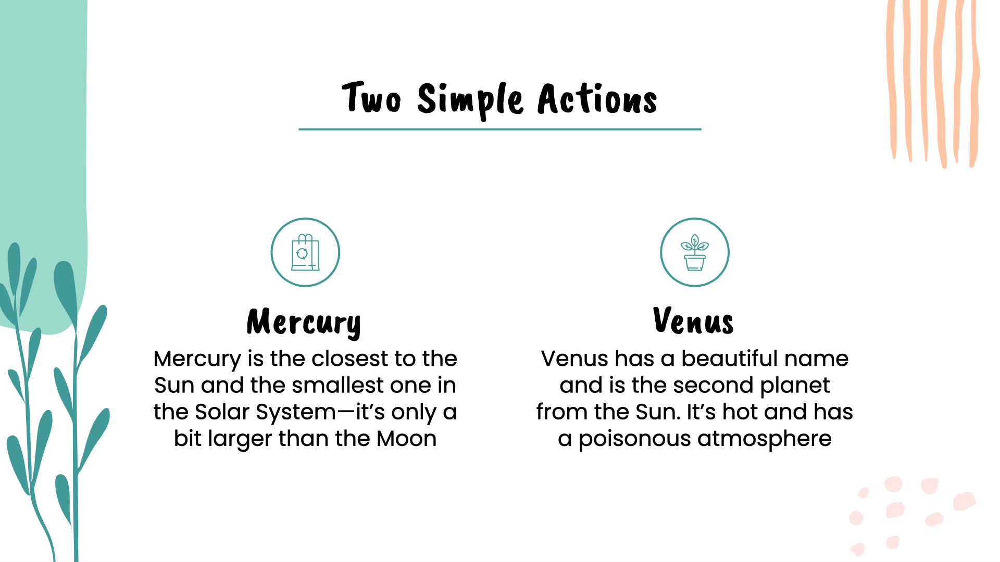 Two Simple Actions
Mercury
Mercury is the closest to the
Sun and the smallest one in
the Solar System—it’s only a
bit larger than the Moon
Venus
Venus has a beautiful name
and is the second planet
from the Sun. It’s hot and has
a poisonous atmosphere